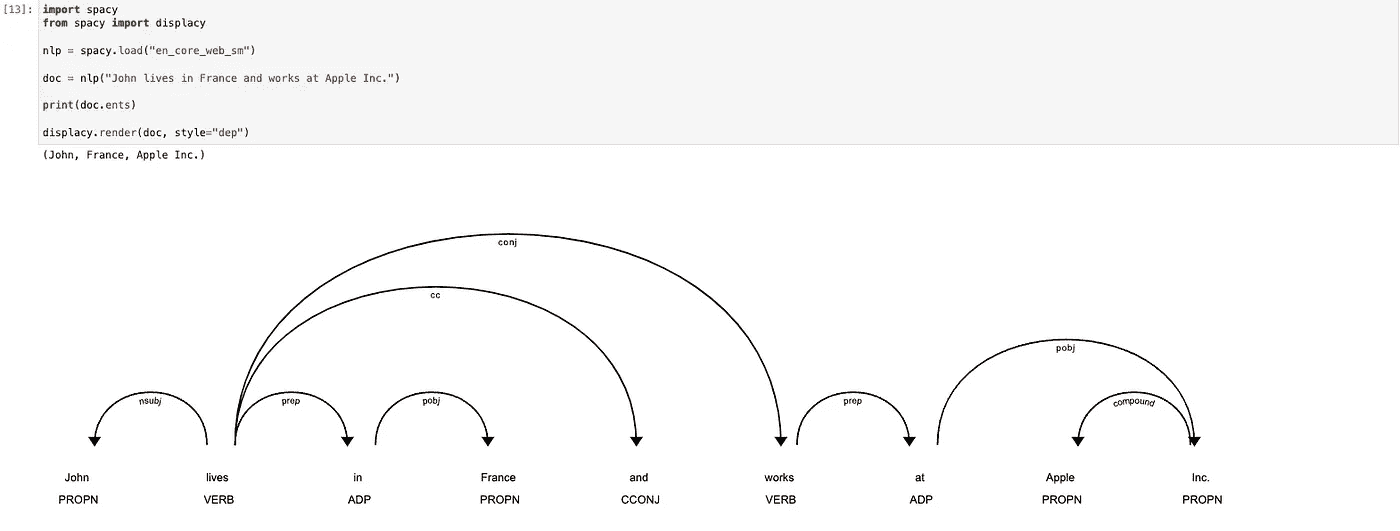 [13]: import spacy
from spacy import displacy
nlp = spacy.load("en_core_web_sm")
doc = nlp("John lives in France and works at Apple Inc.")
print(doc.ents)
displacy.render(doc, style="dep")
(John, France, Apple Inc.)
conj
cc
pobj
nsubj prep pobj prep compound
John lives in France and works at Apple Inc.
PROPN VERB ADP PROPN CCONJ VERB ADP PROPN PROPN